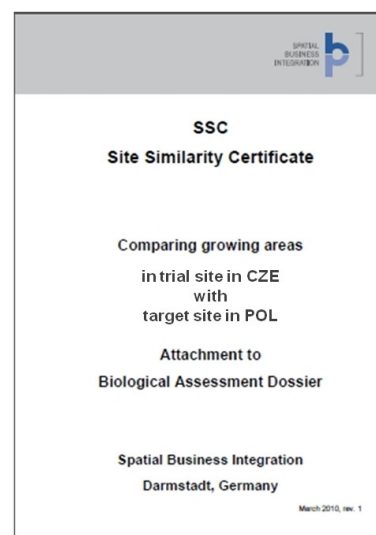 SPATIAL
BUSINESS
INTEGRATION
bp
SSC
Site Similarity Certificate
Comparing growing areas
in trial site in CZE
with
target site in POL
Attachment to
Biological Assessment Dossier
Spatial Business Integration
Darmstadt, Germany
March 2010, rev. 1